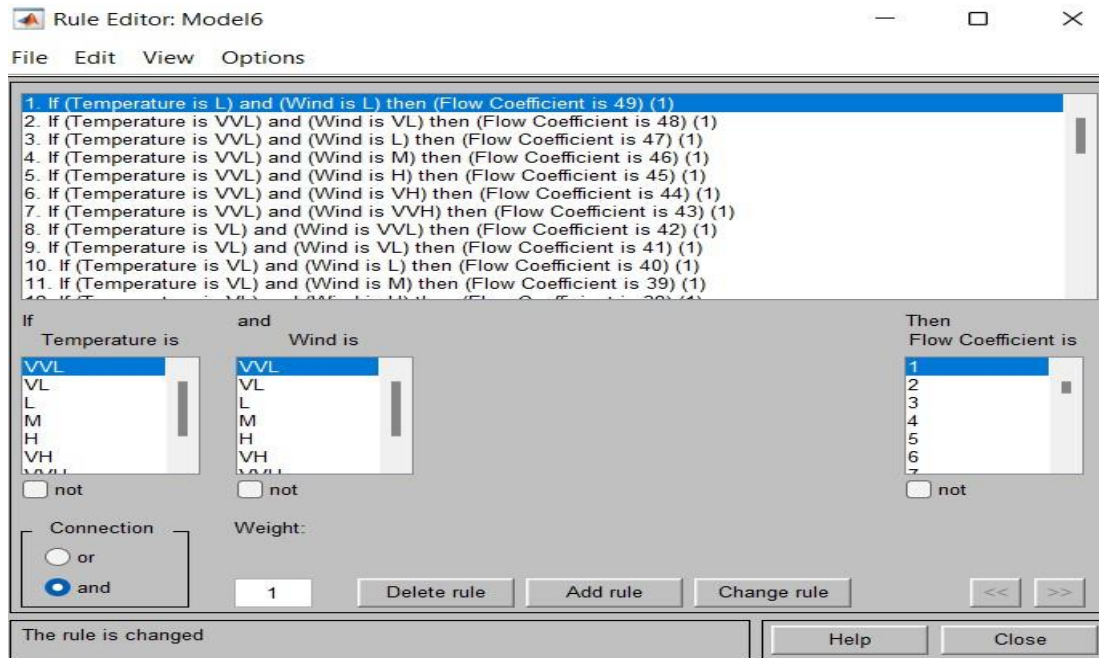 Rule Editor: Model6
File Edit View Options
1. If (Temperature is L) and (Wind is L) then (Flow Coefficient is 49) (1)
2. If (Temperature is VVL) and (Wind is VL) then (Flow Coefficient is 48) (1)
3. If (Temperature is VVL) and (Wind is L) then (Flow Coefficient is 47) (1)
4. If (Temperature is VVL) and (Wind is M) then (Flow Coefficient is 46) (1)
5. If (Temperature is VVL) and (Wind is H) then (Flow Coefficient is 45) (1)
6. If (Temperature is VVL) and (Wind is VH) then (Flow Coefficient is 44) (1)
7. If (Temperature is VVL) and (Wind is VVH) then (Flow Coefficient is 43) (1)
8. If (Temperature is VL) and (Wind is VVL) then (Flow Coefficient is 42) (1)
9. If (Temperature is VL) and (Wind is VL) then (Flow Coefficient is 41) (1)
10. If (Temperature is VL) and (Wind is L) then (Flow Coefficient is 40) (1)
11. If (Temperature is VL) and (Wind is M) then (Flow Coefficient is 39) (1)
If and Then
Temperature is Wind is Flow Coefficient is
VVL VVL 1
VL VL 2
L L 3
M M 4
H H 5
VH VH 6
not not not
Connection Weight:
or
and 1 Delete rule Add rule Change rule << >>
The rule is changed Help Close